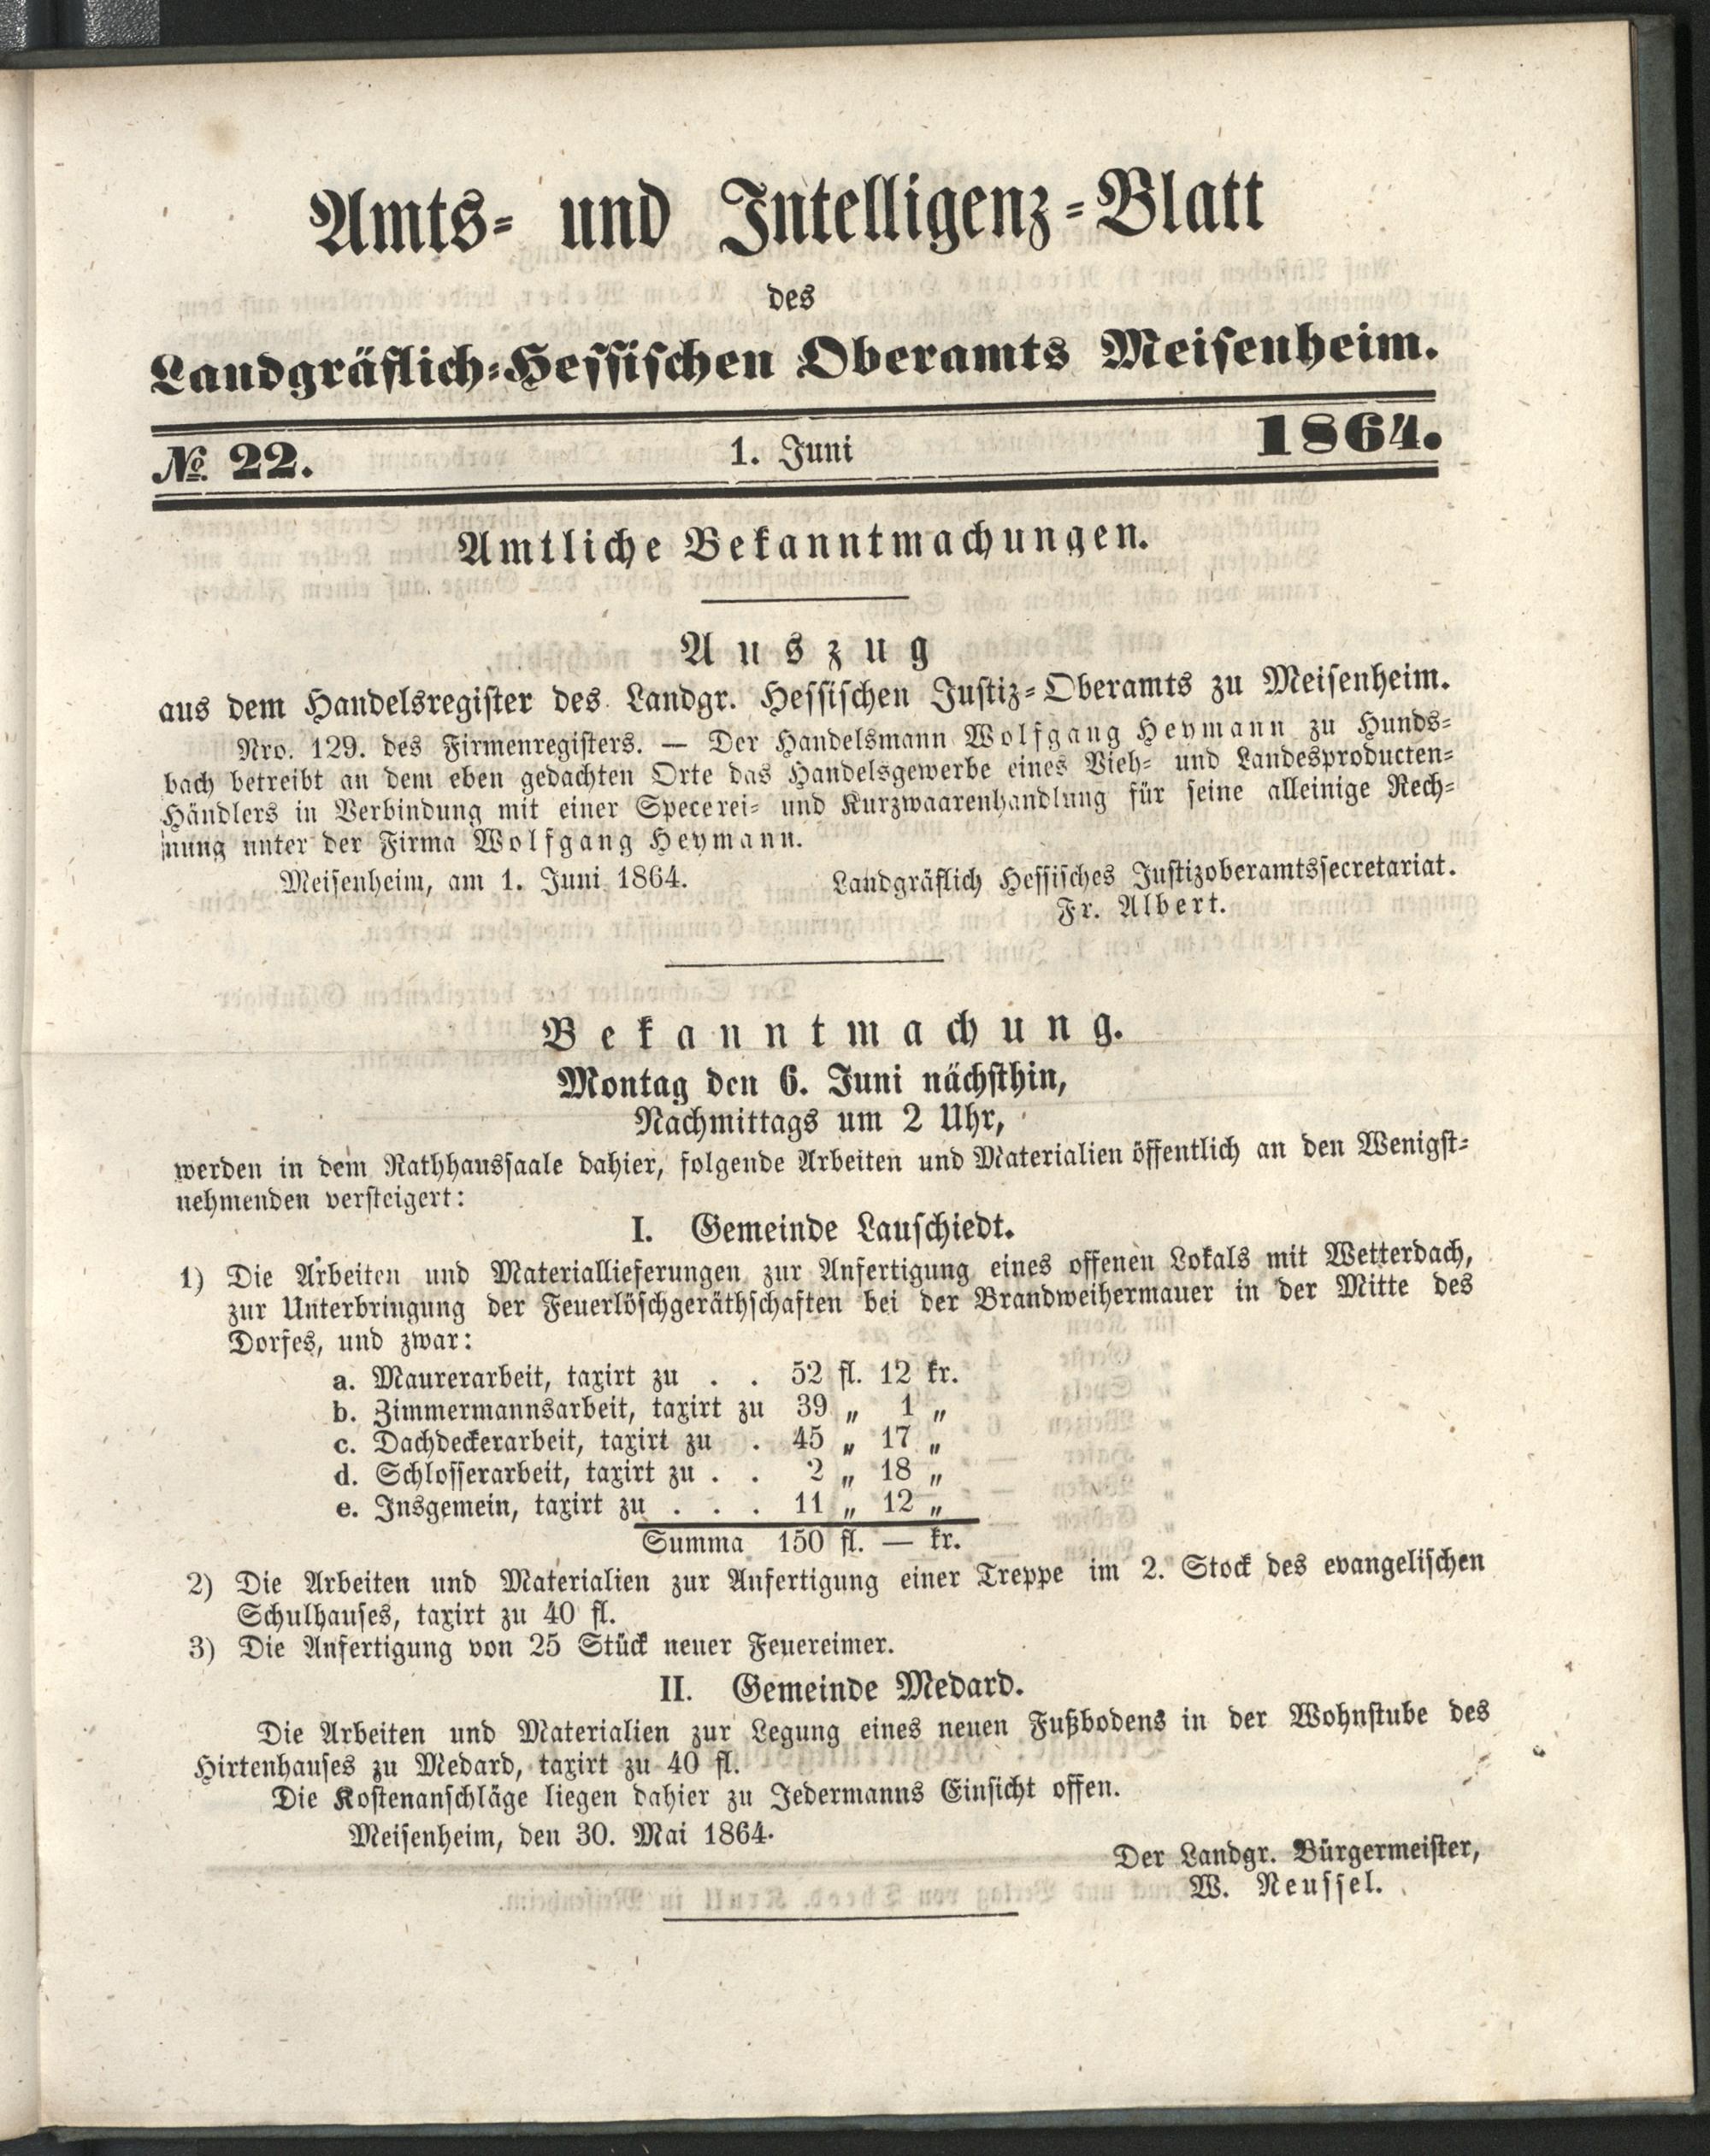 Amts- und Intelligenz-Blatt
des
Landgräflich-Hessischen Oberamts Meisenheim.
№ 22. 1. Juni 1864.
Amtliche Bekanntmachungen.
Auszug
aus dem Handelsregister des Landgr. Hessischen Justiz-Oberamts zu Meisenheim.
Nro. 129. des Firmenregisters. — Der Handelsmann Wolfgang Heymann zu Hunds-
bach betreibt an dem eben gedachten Orte das Handelsgewerbe eines Vieh- und Landesproducten-
Händlers in Verbindung mit einer Specerei- und Kurzwaarenhandlung für seine alleinige Rech-
nung unter der Firma Wolfgang Heymann.
Meisenheim, am 1. Juni 1864. Landgräflich Hessisches Justizoberamtssecretariat.
Fr. Albert.
Bekanntmachung.
Montag den 6. Juni nächsthin,
Nachmittags um 2 Uhr,
werden in dem Rathhaussaale dahier, folgende Arbeiten und Materialien öffentlich an den Wenigst-
nehmenden versteigert:
I. Gemeinde Lauschiedt.
1) Die Arbeiten und Materiallieferungen zur Anfertigung eines offenen Lokals mit Wetterdach,
zur Unterbringung der Feuerlöschgeräthschaften bei der Brandweihermauer in der Mitte des
Dorfes, und zwar:
a. Maurerarbeit, taxirt zu . . 52 fl. 12 kr.
b. Zimmermannsarbeit, taxirt zu 39 „ 1 „
c. Dachdeckerarbeit, taxirt zu . 45 „ 17 „
d. Schlosserarbeit, taxirt zu . . 2 „ 18 „
e. Insgemein, taxirt zu . . . 11 „ 12 „
Summa 150 fl. — kr.
2) Die Arbeiten und Materialien zur Anfertigung einer Treppe im 2. Stock des evangelischen
Schulhauses, taxirt zu 40 fl.
3) Die Anfertigung von 25 Stück neuer Feuereimer.
II. Gemeinde Medard.
Die Arbeiten und Materialien zur Legung eines neuen Fußbodens in der Wohnstube des
Hirtenhauses zu Medard, taxirt zu 40 fl.
Die Kostenanschläge liegen dahier zu Jedermanns Einsicht offen.
Meisenheim, den 30. Mai 1864.
Der Landgr. Bürgermeister,
W. Neussel.